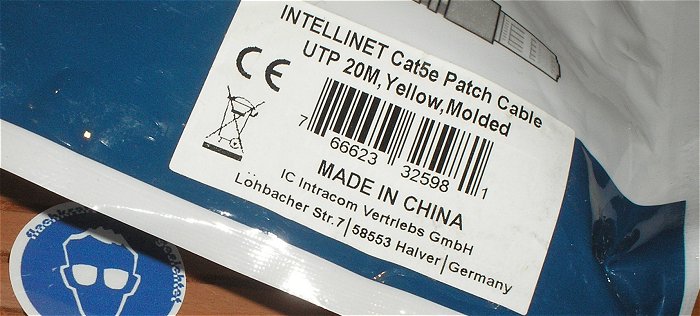 INTELLINET Cat5e Patch Cable
UTP 20M,Yellow,Molded
CE
7 66623 32598 1
MADE IN CHINA
IC Intracom Vertriebs GmbH
Löhbacher Str.7|58553 Halver|Germany